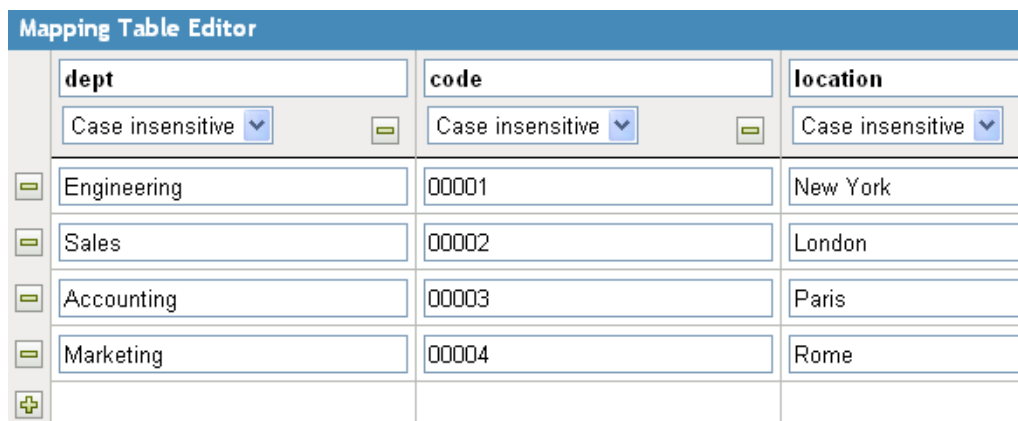 Mapping Table Editor
dept code location
Case insensitive Case insensitive Case insensitive
Engineering 00001 New York
Sales 00002 London
Accounting 00003 Paris
Marketing 00004 Rome